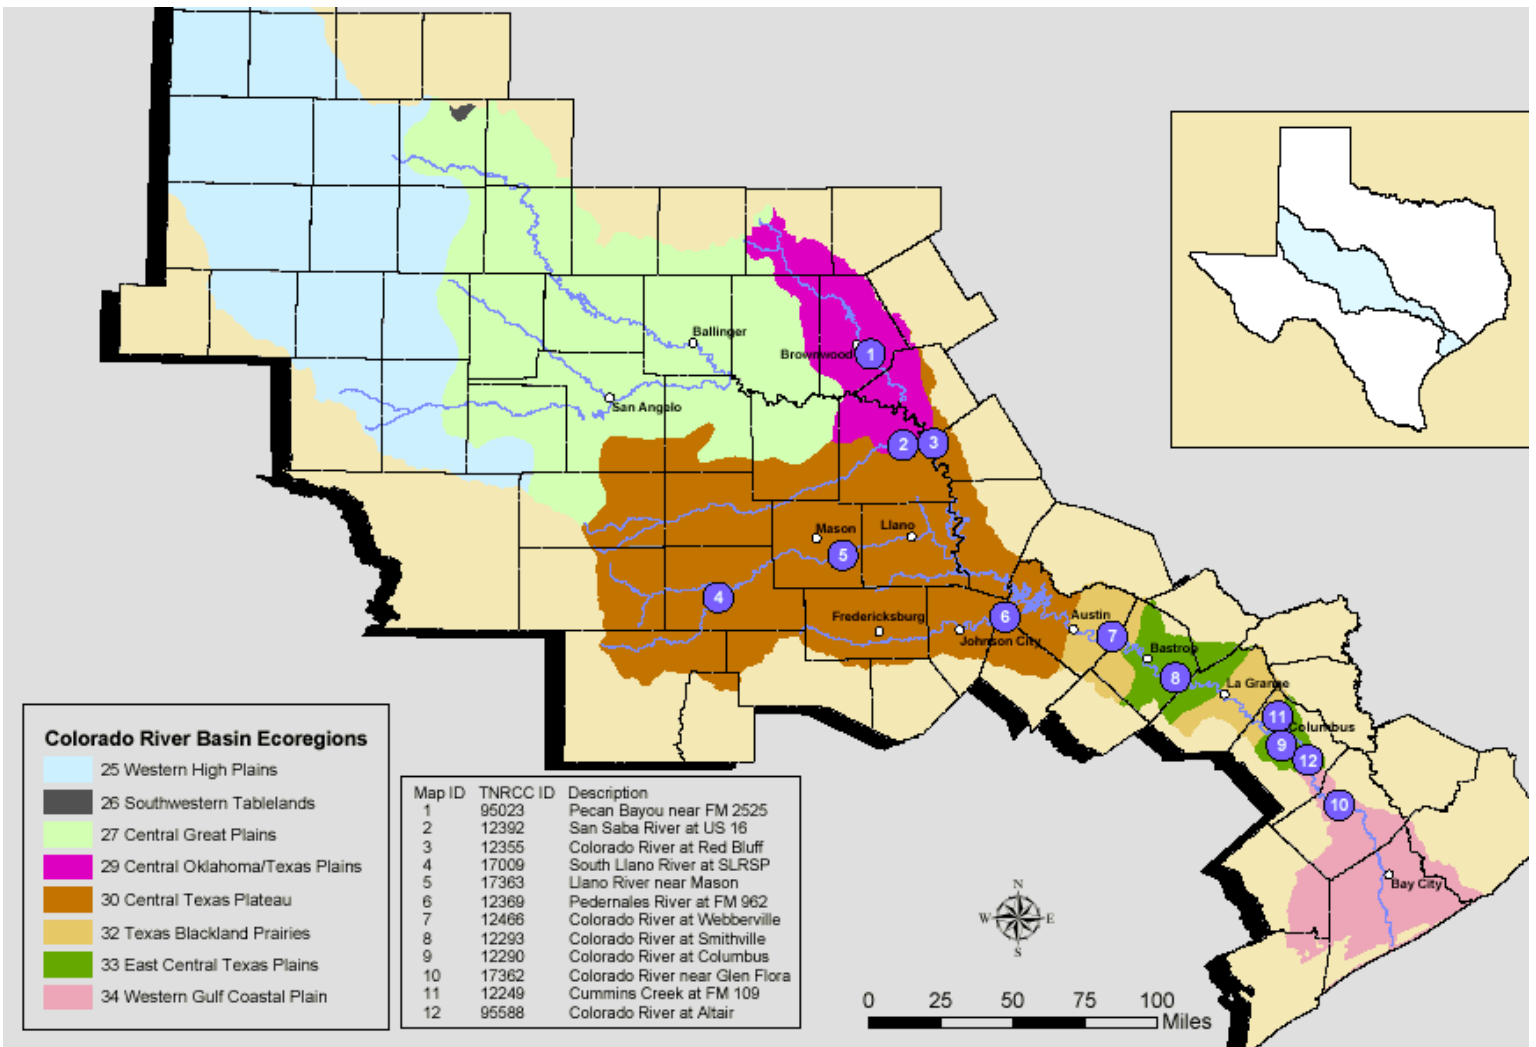 Ballinger
Brownwood
1
San Angelo
2
3
Mason
Llano
5
4
Fredericksburg
6
Johnson City
Austin
7
Bastrop
8
La Grange
11
Columbus
9
12
10
Bay City
Colorado River Basin Ecoregions
25 Western High Plains
26 Southwestern Tablelands
27 Central Great Plains
29 Central Oklahoma/Texas Plains
30 Central Texas Plateau
32 Texas Blackland Prairies
33 East Central Texas Plains
34 Western Gulf Coastal Plain
Map ID TNRCC ID Description
1 95023 Pecan Bayou near FM 2525
2 12392 San Saba River at US 16
3 12355 Colorado River at Red Bluff
4 17009 South Llano River at SLRSP
5 17363 Llano River near Mason
6 12369 Pedernales River at FM 962
7 12466 Colorado River at Webberville
8 12293 Colorado River at Smithville
9 12290 Colorado River at Columbus
10 17362 Colorado River near Glen Flora
11 12249 Cummins Creek at FM 109
12 95588 Colorado River at Altair
N
W E
S
0 25 50 75 100
Miles